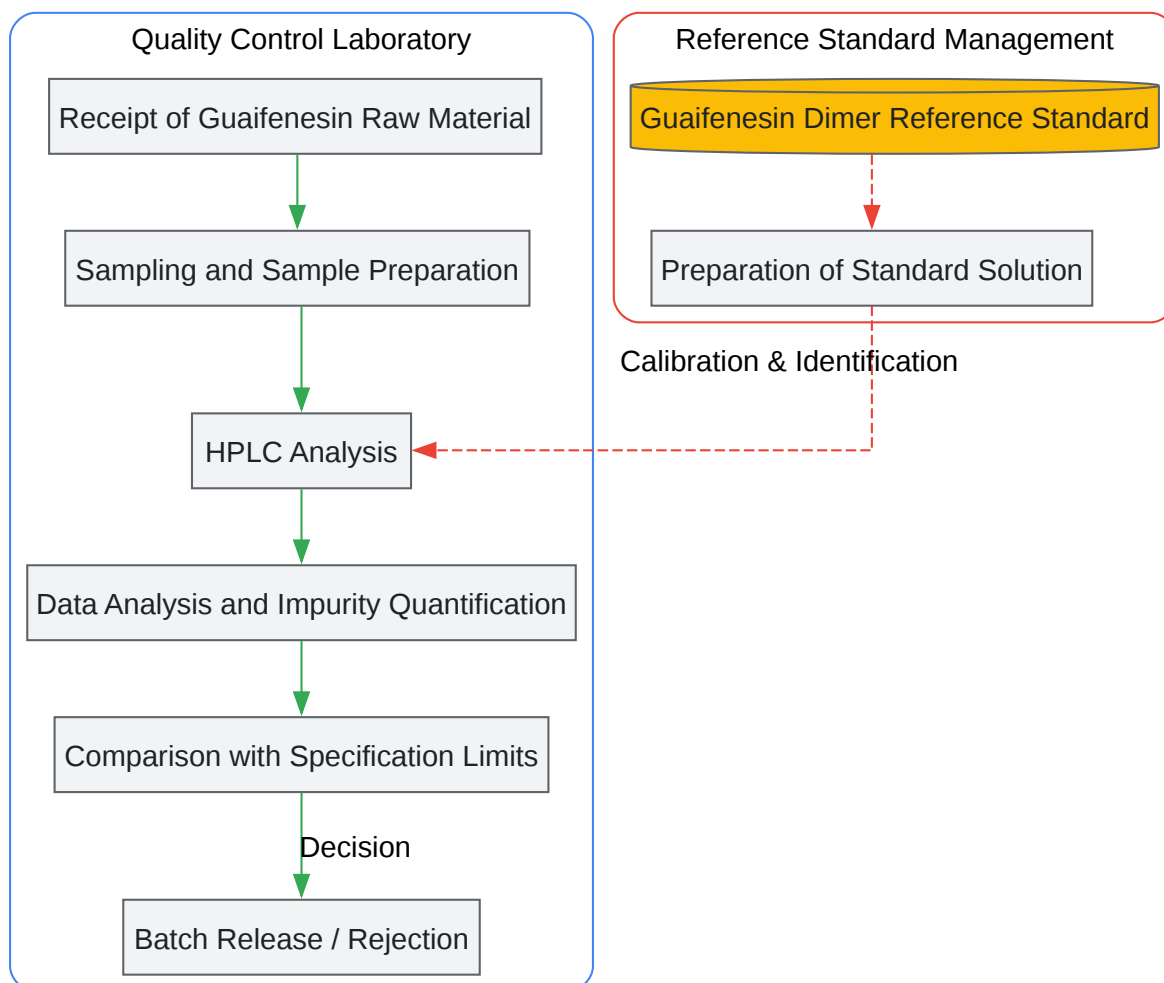 Quality Control Laboratory
Receipt of Guaifenesin Raw Material
Sampling and Sample Preparation
HPLC Analysis
Data Analysis and Impurity Quantification
Comparison with Specification Limits
Decision
Batch Release / Rejection
Reference Standard Management
Guaifenesin Dimer Reference Standard
Preparation of Standard Solution
Calibration & Identification